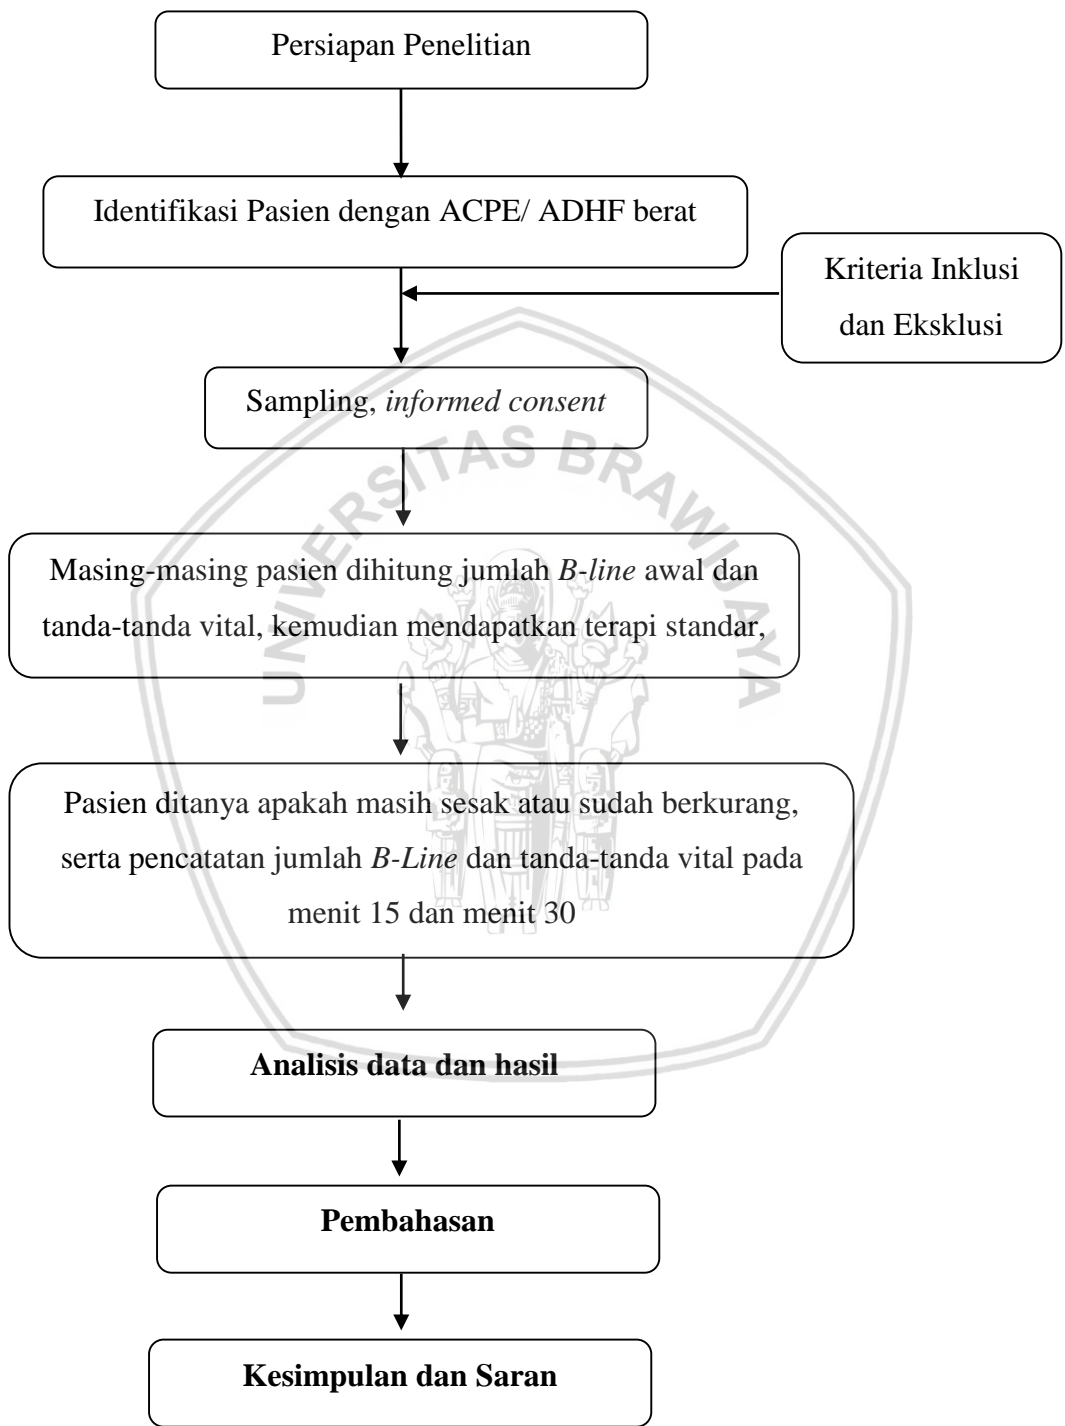 Persiapan Penelitian
Identifikasi Pasien dengan ACPE/ ADHF berat
Kriteria Inklusi
dan Eksklusi
Sampling, informed consent
UNIVERSITAS BRAWIJAYA
Masing-masing pasien dihitung jumlah B-line awal dan
tanda-tanda vital, kemudian mendapatkan terapi standar,
Pasien ditanya apakah masih sesak atau sudah berkurang,
serta pencatatan jumlah B-Line dan tanda-tanda vital pada
menit 15 dan menit 30
Analisis data dan hasil
Pembahasan
Kesimpulan dan Saran